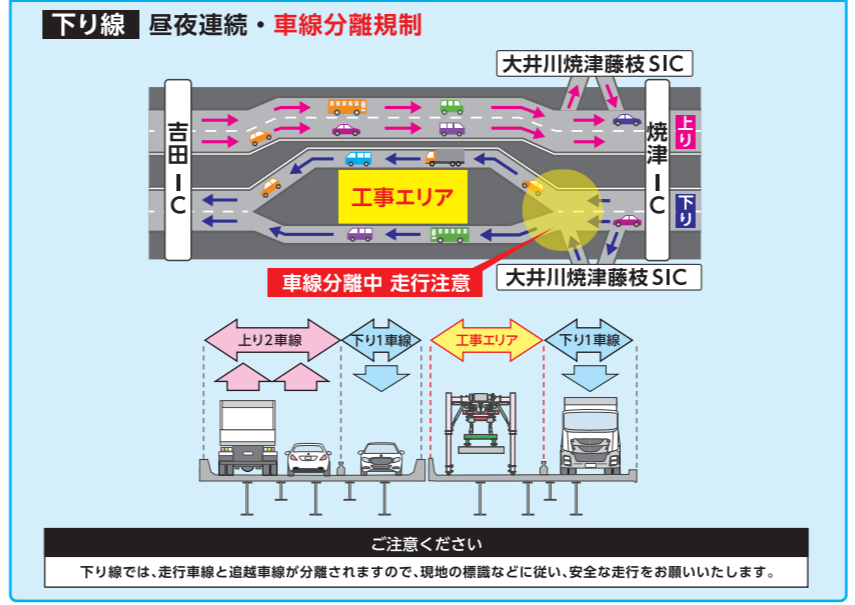 下り線 昼夜連続・車線分離規制
大井川焼津藤枝SIC
吉田IC
焼津IC
上り
下り
工事エリア
車線分離中 走行注意
大井川焼津藤枝SIC
上り2車線
下り1車線
工事エリア
下り1車線
ご注意ください
下り線では、走行車線と追越車線が分離されますので、現地の標識などに従い、安全な走行をお願いいたします。